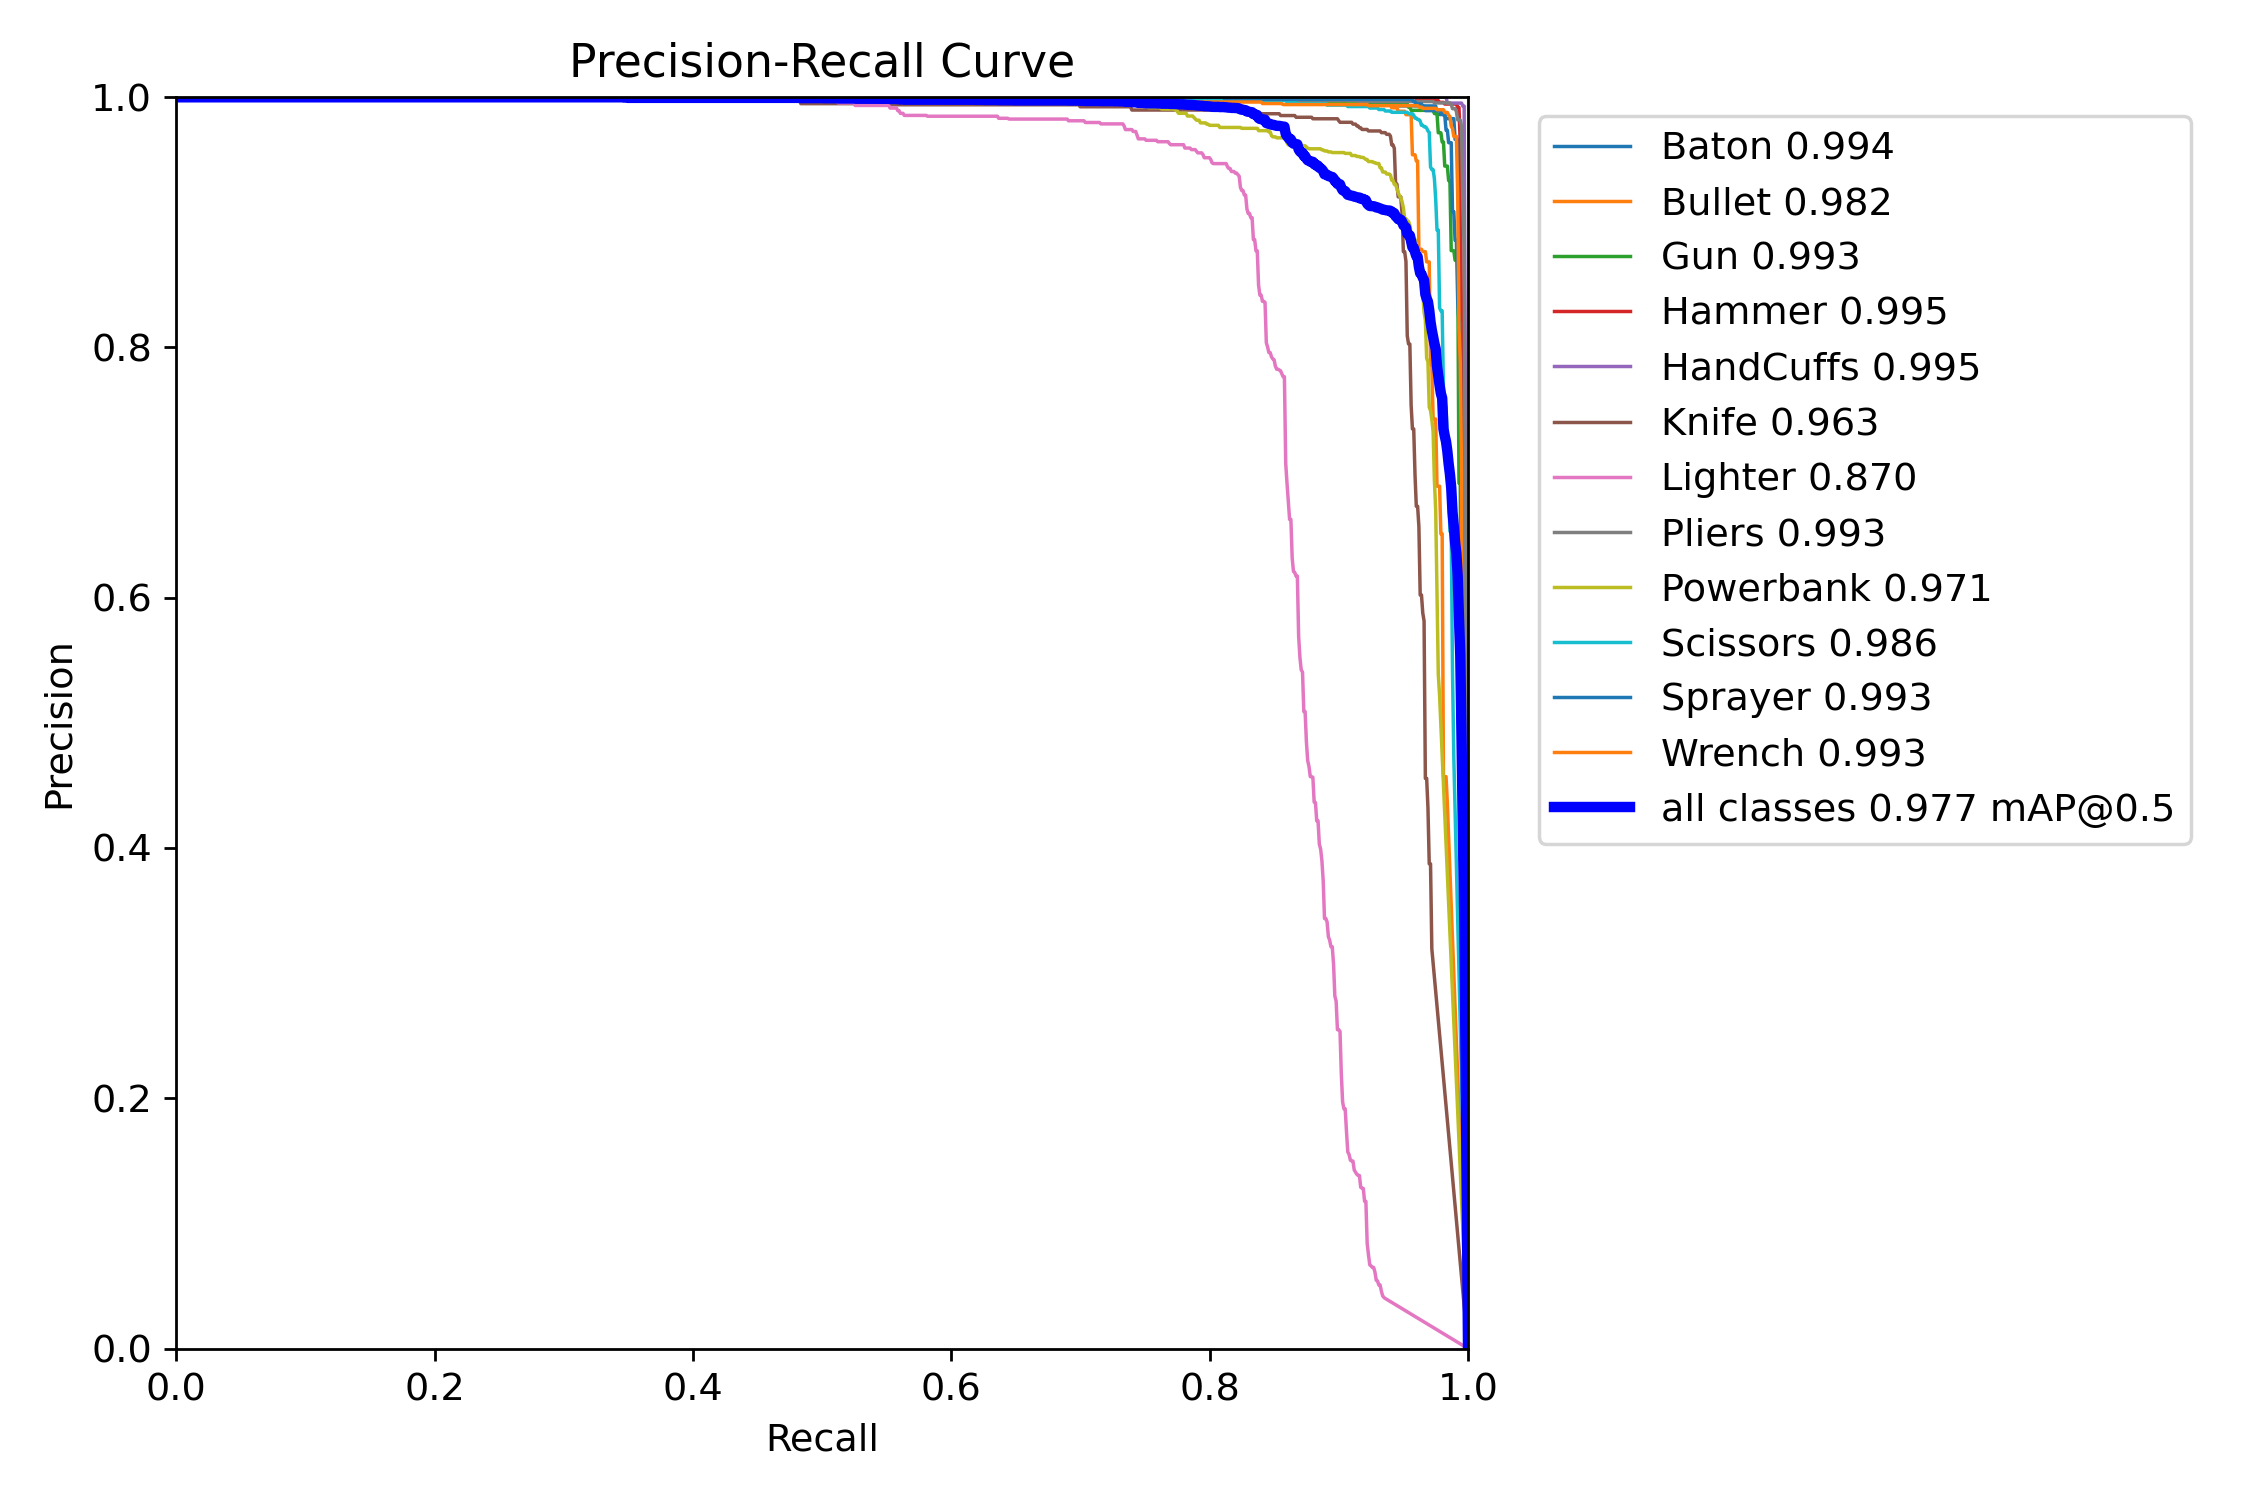 Precision-Recall Curve
1.0
0.8
0.6
0.4
0.2
0.0
Precision
0.0 0.2 0.4 0.6 0.8 1.0
Recall
Baton 0.994
Bullet 0.982
Gun 0.993
Hammer 0.995
HandCuffs 0.995
Knife 0.963
Lighter 0.870
Pliers 0.993
Powerbank 0.971
Scissors 0.986
Sprayer 0.993
Wrench 0.993
all classes 0.977 mAP@0.5